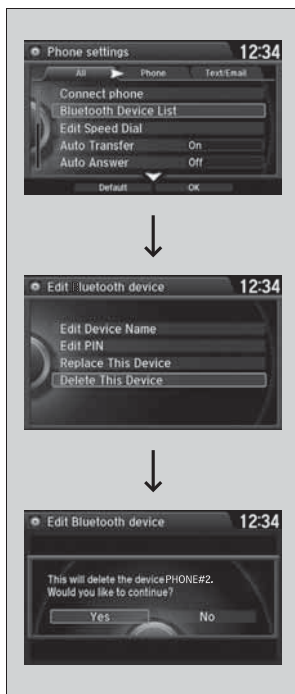 Phone settings 12:34
All Phone Text/Email
Connect phone
Bluetooth Device List
Edit Speed Dial
Auto Transfer On
Auto Answer Off
Default OK
Edit Bluetooth device 12:34
Edit Device Name
Edit PIN
Replace This Device
Delete This Device
Edit Bluetooth device 12:34
This will delete the device PHONE#2.
Would you like to continue?
Yes No